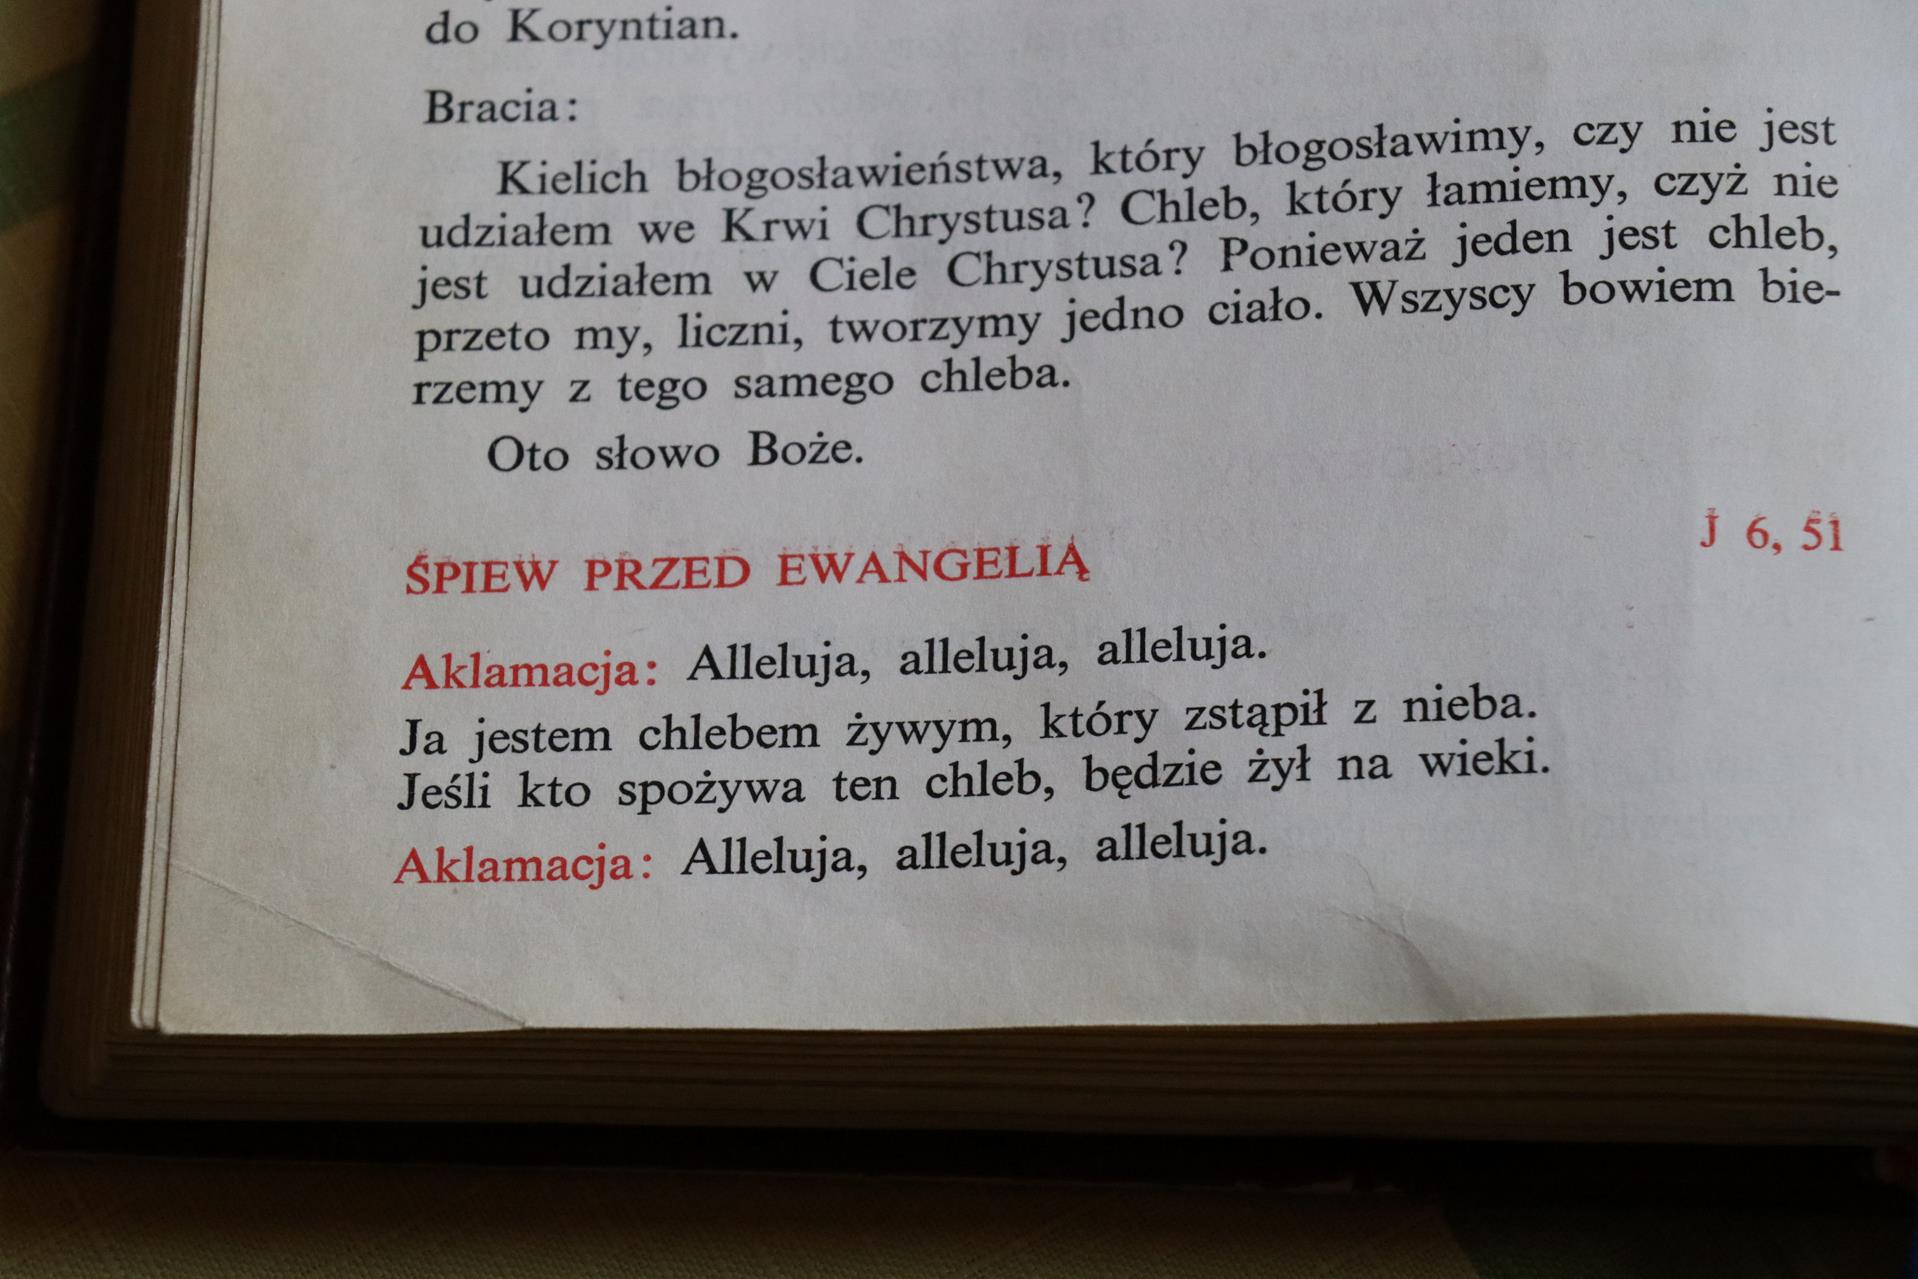 do Koryntian.
Bracia:
Kielich błogosławieństwa, który błogosławimy, czy nie jest
udziałem we Krwi Chrystusa? Chleb, który łamiemy, czyż nie
jest udziałem w Ciele Chrystusa? Ponieważ jeden jest chleb,
przeto my, liczni, tworzymy jedno ciało. Wszyscy bowiem bie-
rzemy z tego samego chleba.
Oto słowo Boże.
ŚPIEW PRZED EWANGELIĄ J 6, 51
Aklamacja: Alleluja, alleluja, alleluja.
Ja jestem chlebem żywym, który zstąpił z nieba.
Jeśli kto spożywa ten chleb, będzie żył na wieki.
Aklamacja: Alleluja, alleluja, alleluja.